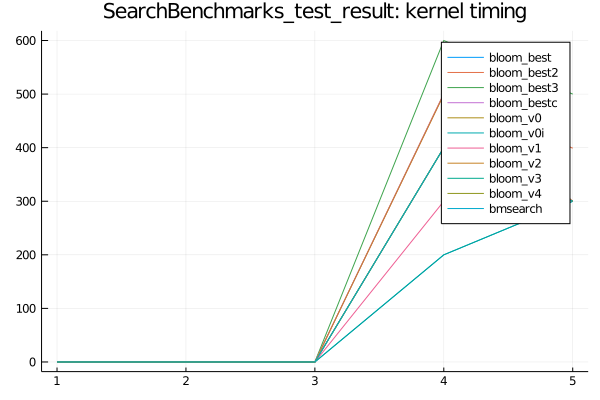 SearchBenchmarks_test_result: kernel timing
600
500
400
300
200
100
0
bloom_best
bloom_best2
bloom_best3
bloom_bestc
bloom_v0
bloom_v0i
bloom_v1
bloom_v2
bloom_v3
bloom_v4
bmsearch
1 2 3 4 5